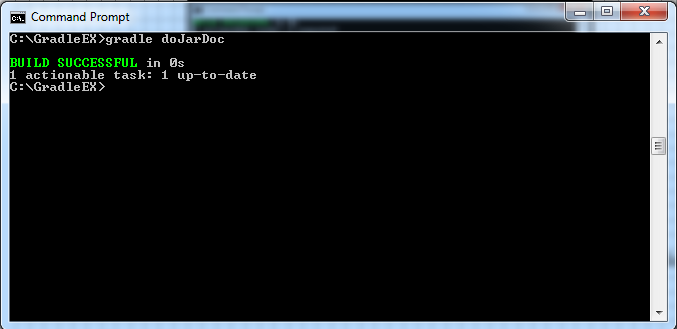 Command Prompt
C:\GradleEX>gradle doJarDoc
BUILD SUCCESSFUL in 0s
1 actionable task: 1 up-to-date
C:\GradleEX>